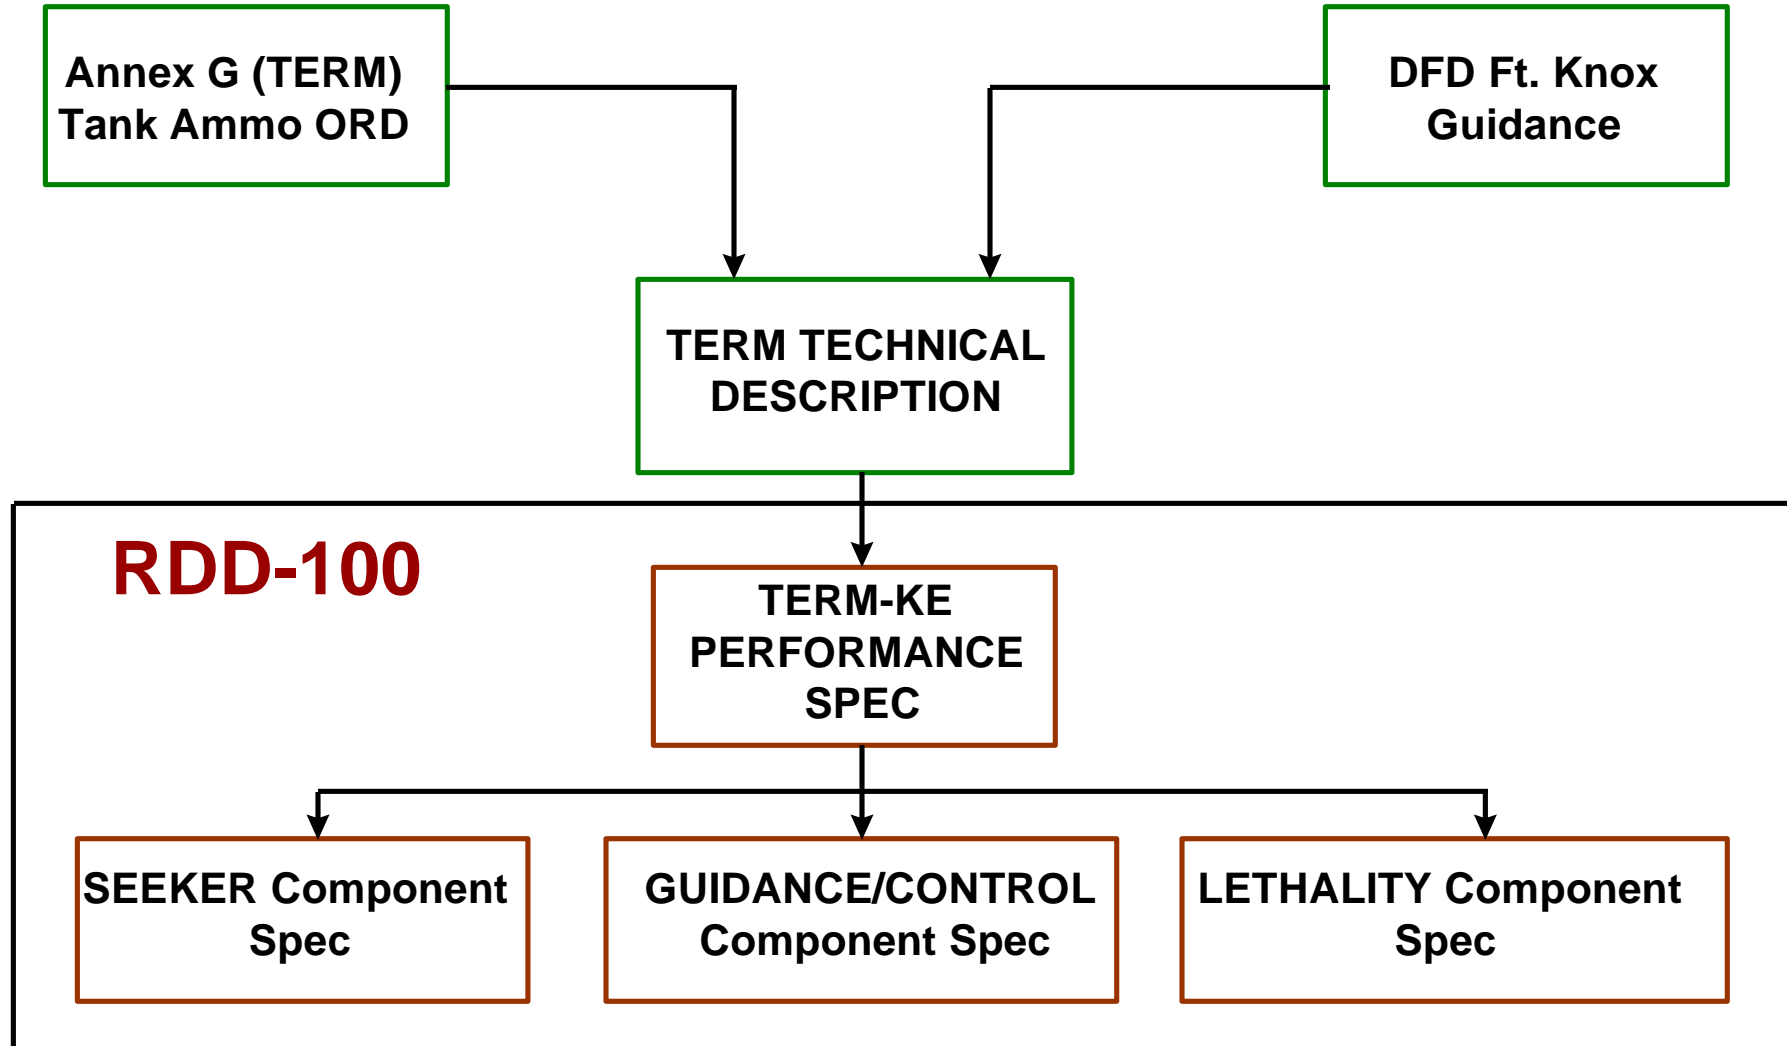 Annex G (TERM)
Tank Ammo ORD
DFD Ft. Knox
Guidance
TERM TECHNICAL
DESCRIPTION
RDD-100
TERM-KE
PERFORMANCE
SPEC
SEEKER Component
Spec
GUIDANCE/CONTROL
Component Spec
LETHALITY Component
Spec